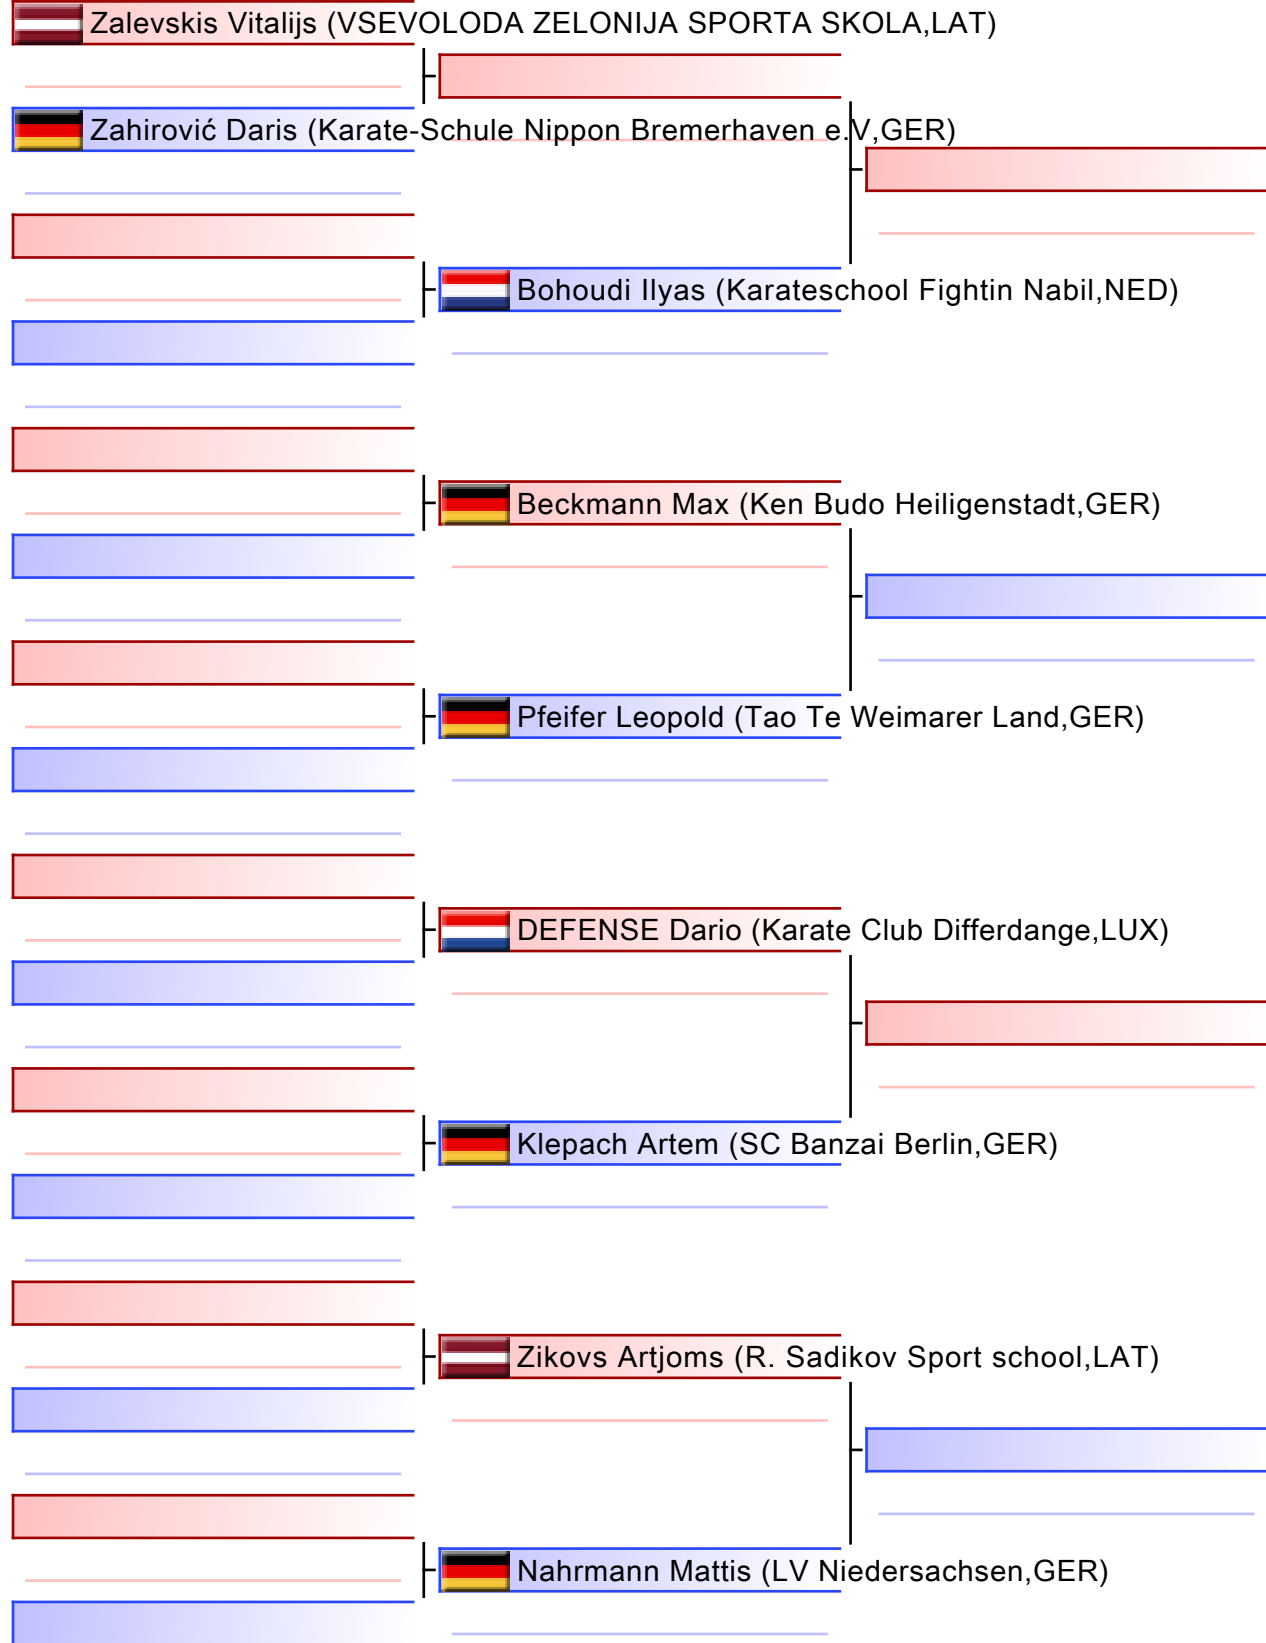 Zalevskis Vitalijs (VSEVOLODA ZELONIJA SPORTA SKOLA,LAT)
Zahirović Daris (Karate-Schule Nippon Bremerhaven e.V,GER)
Bohoudi Ilyas (Karateschool Fightin Nabil,NED)
Beckmann Max (Ken Budo Heiligenstadt,GER)
Pfeifer Leopold (Tao Te Weimarer Land,GER)
DEFENSE Dario (Karate Club Differdange,LUX)
Klepach Artem (SC Banzai Berlin,GER)
Zikovs Artjoms (R. Sadikov Sport school,LAT)
Nahrmann Mattis (LV Niedersachsen,GER)